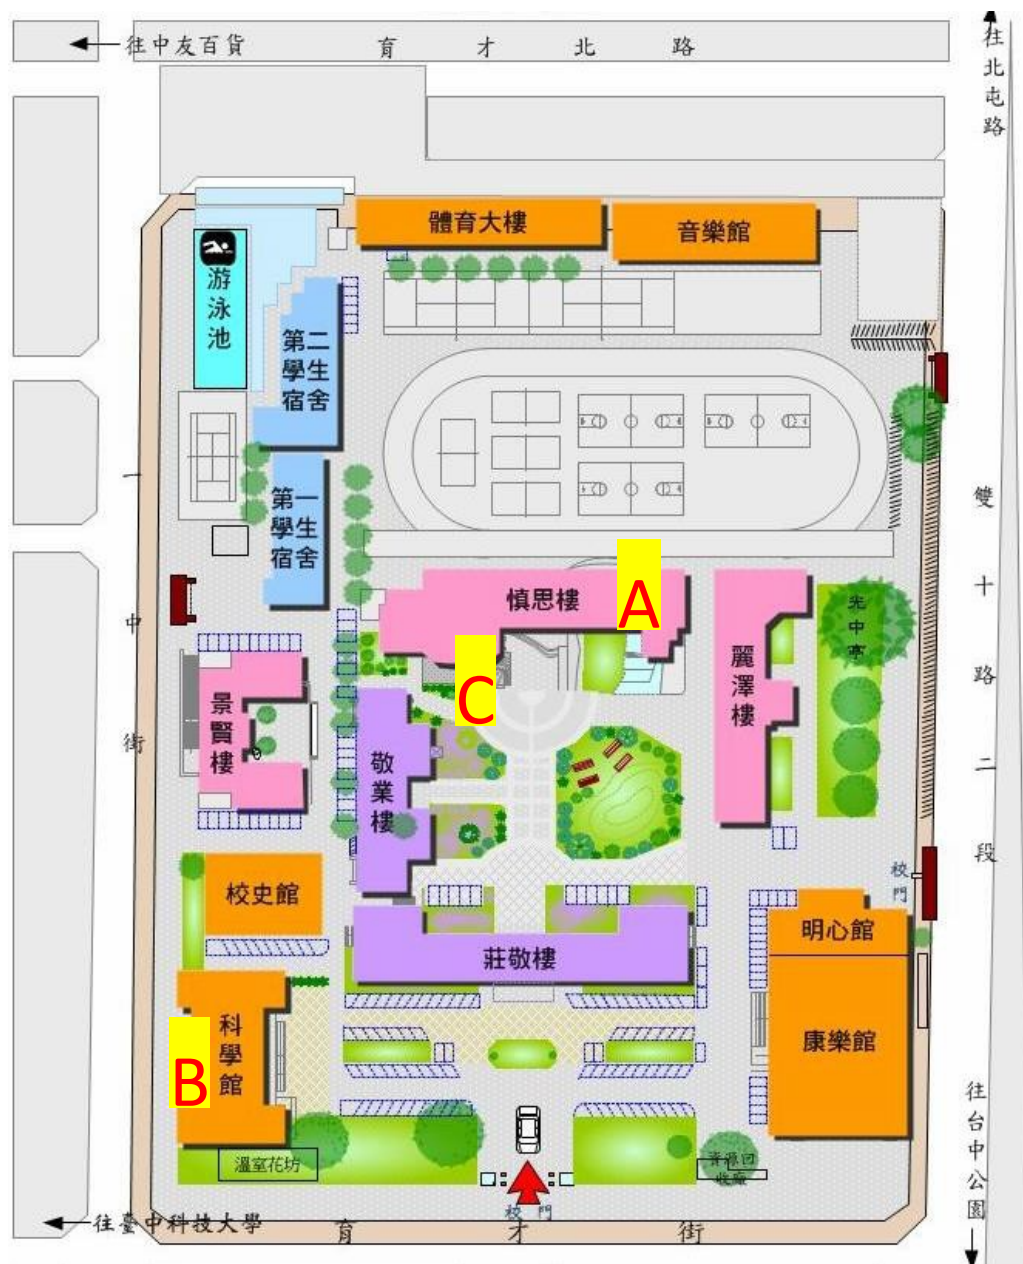 往中友百貨
育才北路
往北屯路
體育大樓
音樂館
游泳池
第二學生宿舍
第一學生宿舍
一中街
雙十路二段
慎思樓
A
光中亭
麗澤樓
C
景賢樓
敬業樓
校門
校史館
明心館
莊敬樓
科學館
B
康樂館
溫室花坊
資源回
收廠
往台中公園
校門
往臺中科技大學
育才街